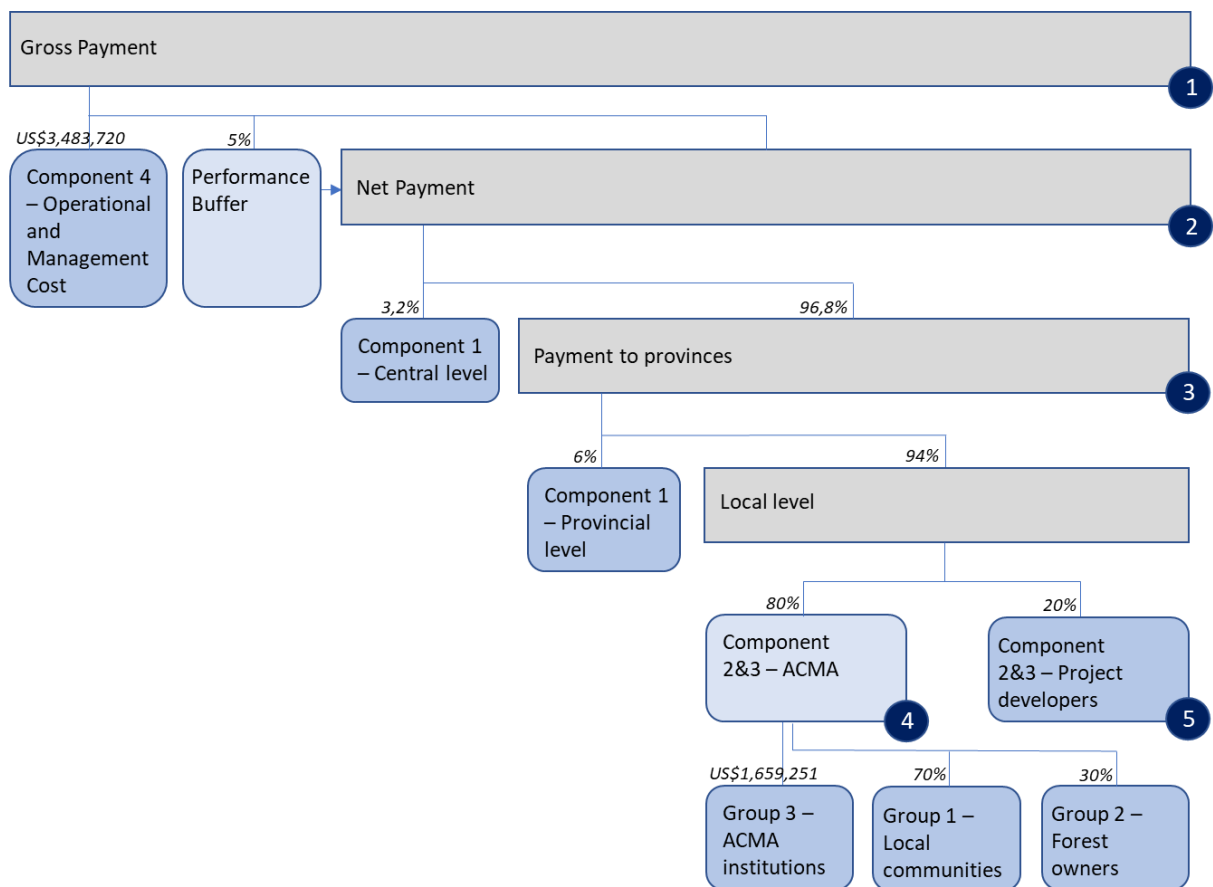 Gross Payment
1
US$3,483,720
5%
Component 4
– Operational
and
Management
Cost
Performance
Buffer
Net Payment
2
3,2%
96,8%
Component 1
– Central level
Payment to provinces
3
6%
94%
Component 1
– Provincial
level
Local level
80%
20%
Component
2&3 – ACMA
4
Component
2&3 – Project
developers
5
US$1,659,251
70%
30%
Group 3 –
ACMA
institutions
Group 1 –
Local
communities
Group 2 –
Forest
owners